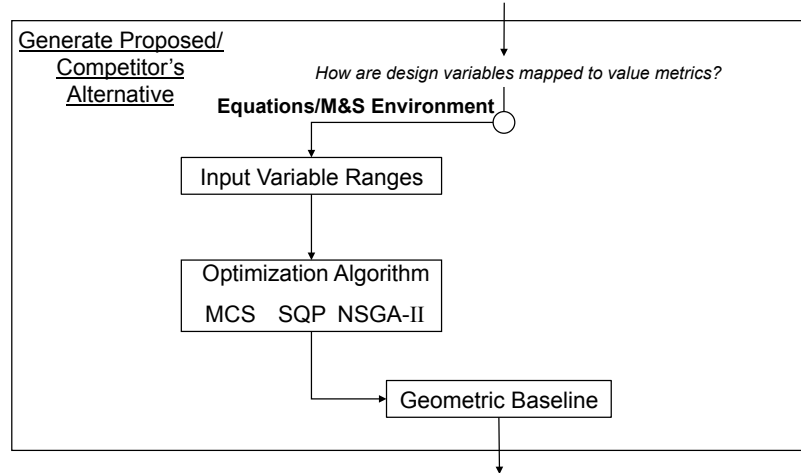 Generate Proposed/
Competitor’s
Alternative
How are design variables mapped to value metrics?
Equations/M&S Environment
Input Variable Ranges
Optimization Algorithm
MCS SQP NSGA-II
Geometric Baseline